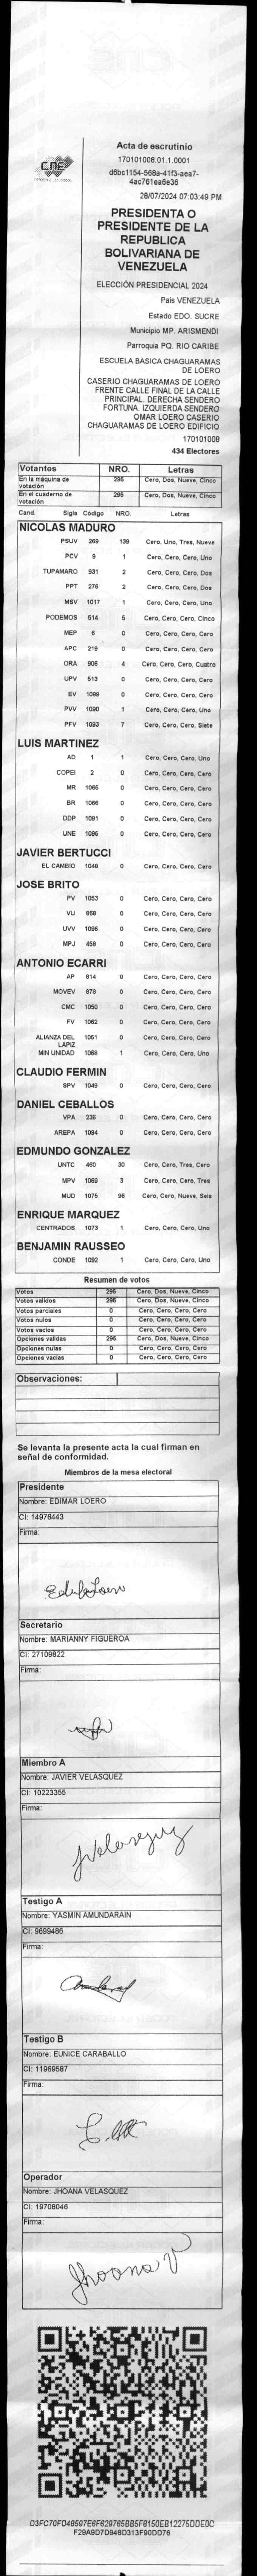 CNE
Acta de escrutinio
170101008.01.1.0001
d6bc1154-568a-41f3-aea7-
4ac761ea6e36
28/07/2024 07:03:49 PM
PRESIDENTA O
PRESIDENTE DE LA
REPUBLICA
BOLIVARIANA DE
VENEZUELA
ELECCIÓN PRESIDENCIAL 2024
Pais VENEZUELA
Estado EDO. SUCRE
Municipio MP. ARISMENDI
Parroquia PQ. RIO CARIBE
ESCUELA BASICA CHAGUARAMAS
DE LOERO
CASERIO CHAGUARAMAS DE LOERO
FRENTE CALLE FINAL DE LA CALLE
PRINCIPAL. DERECHA SENDERO
FORTUNA. IZQUIERDA SENDERO
OMAR LOERO CASERIO
CHAGUARAMAS DE LOERO EDIFICIO
170101008
434 Electores
Votantes NRO. Letras
En la máquina de votación 295 Cero, Dos, Nueve, Cinco
En el cuaderno de votación 295 Cero, Dos, Nueve, Cinco
Cand. Sigla Código NRO. Letras
NICOLAS MADURO
PSUV 269 139 Cero, Uno, Tres, Nueve
PCV 9 1 Cero, Cero, Cero, Uno
TUPAMARO 931 2 Cero, Cero, Cero, Dos
PPT 276 2 Cero, Cero, Cero, Dos
MSV 1017 1 Cero, Cero, Cero, Uno
PODEMOS 514 5 Cero, Cero, Cero, Cinco
MEP 6 0 Cero, Cero, Cero, Cero
APC 219 0 Cero, Cero, Cero, Cero
ORA 906 4 Cero, Cero, Cero, Cuatro
UPV 513 0 Cero, Cero, Cero, Cero
EV 1089 0 Cero, Cero, Cero, Cero
PVV 1090 1 Cero, Cero, Cero, Uno
PFV 1093 7 Cero, Cero, Cero, Siete
LUIS MARTINEZ
AD 1 1 Cero, Cero, Cero, Uno
COPEI 2 0 Cero, Cero, Cero, Cero
MR 1065 0 Cero, Cero, Cero, Cero
BR 1066 0 Cero, Cero, Cero, Cero
DDP 1091 0 Cero, Cero, Cero, Cero
UNE 1095 0 Cero, Cero, Cero, Cero
JAVIER BERTUCCI
EL CAMBIO 1048 0 Cero, Cero, Cero, Cero
JOSE BRITO
PV 1053 0 Cero, Cero, Cero, Cero
VU 969 0 Cero, Cero, Cero, Cero
UVV 1096 0 Cero, Cero, Cero, Cero
MPJ 458 0 Cero, Cero, Cero, Cero
ANTONIO ECARRI
AP 914 0 Cero, Cero, Cero, Cero
MOVEV 978 0 Cero, Cero, Cero, Cero
CMC 1050 0 Cero, Cero, Cero, Cero
FV 1062 0 Cero, Cero, Cero, Cero
ALIANZA DEL LAPIZ 1051 0 Cero, Cero, Cero, Cero
MIN UNIDAD 1068 1 Cero, Cero, Cero, Uno
CLAUDIO FERMIN
SPV 1049 0 Cero, Cero, Cero, Cero
DANIEL CEBALLOS
VPA 236 0 Cero, Cero, Cero, Cero
AREPA 1094 0 Cero, Cero, Cero, Cero
EDMUNDO GONZALEZ
UNTC 460 30 Cero, Cero, Tres, Cero
MPV 1069 3 Cero, Cero, Cero, Tres
MUD 1075 96 Cero, Cero, Nueve, Seis
ENRIQUE MARQUEZ
CENTRADOS 1073 1 Cero, Cero, Cero, Uno
BENJAMIN RAUSSEO
CONDE 1092 1 Cero, Cero, Cero, Uno
Resumen de votos
Votos 295 Cero, Dos, Nueve, Cinco
Votos validos 295 Cero, Dos, Nueve, Cinco
Votos parciales 0 Cero, Cero, Cero, Cero
Votos nulos 0 Cero, Cero, Cero, Cero
Votos vacios 0 Cero, Cero, Cero, Cero
Opciones validas 295 Cero, Dos, Nueve, Cinco
Opciones nulas 0 Cero, Cero, Cero, Cero
Opciones vacias 0 Cero, Cero, Cero, Cero
Observaciones:
Se levanta la presente acta la cual firman en
señal de conformidad.
Miembros de la mesa electoral
Presidente
Nombre: EDIMAR LOERO
CI: 14976443
Firma:
Secretario
Nombre: MARIANNY FIGUEROA
CI: 27109822
Firma:
Miembro A
Nombre: JAVIER VELASQUEZ
CI: 10223355
Firma:
JVelasquez
Testigo A
Nombre: YASMIN AMUNDARAIN
CI: 9699486
Firma:
Testigo B
Nombre: EUNICE CARABALLO
CI: 11969587
Firma:
Operador
Nombre: JHOANA VELASQUEZ
CI: 19708046
Firma:
Jhoana V
03FC70FD48597E6F629765BB5F8150EB12275DDE0C
F29A9D7D948D313F90DD76